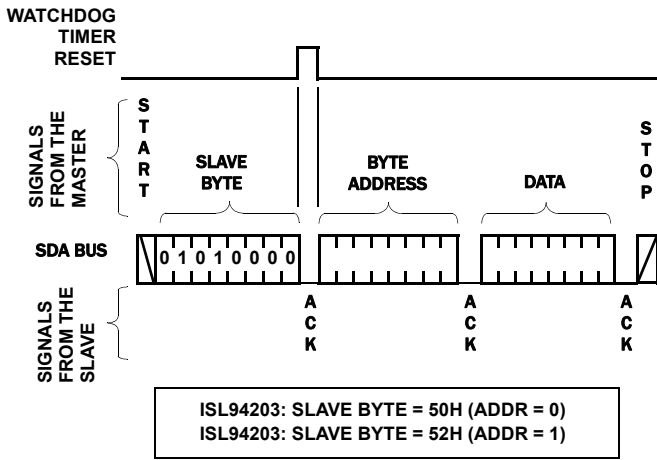 WATCHDOG
TIMER
RESET
SIGNALS
FROM THE
MASTER
START
SLAVE
BYTE
BYTE
ADDRESS
DATA
STOP
SDA BUS
0 1 0 1 0 0 0 0
SIGNALS
FROM THE
SLAVE
ACK
ACK
ACK
ISL94203: SLAVE BYTE = 50H (ADDR = 0)
ISL94203: SLAVE BYTE = 52H (ADDR = 1)